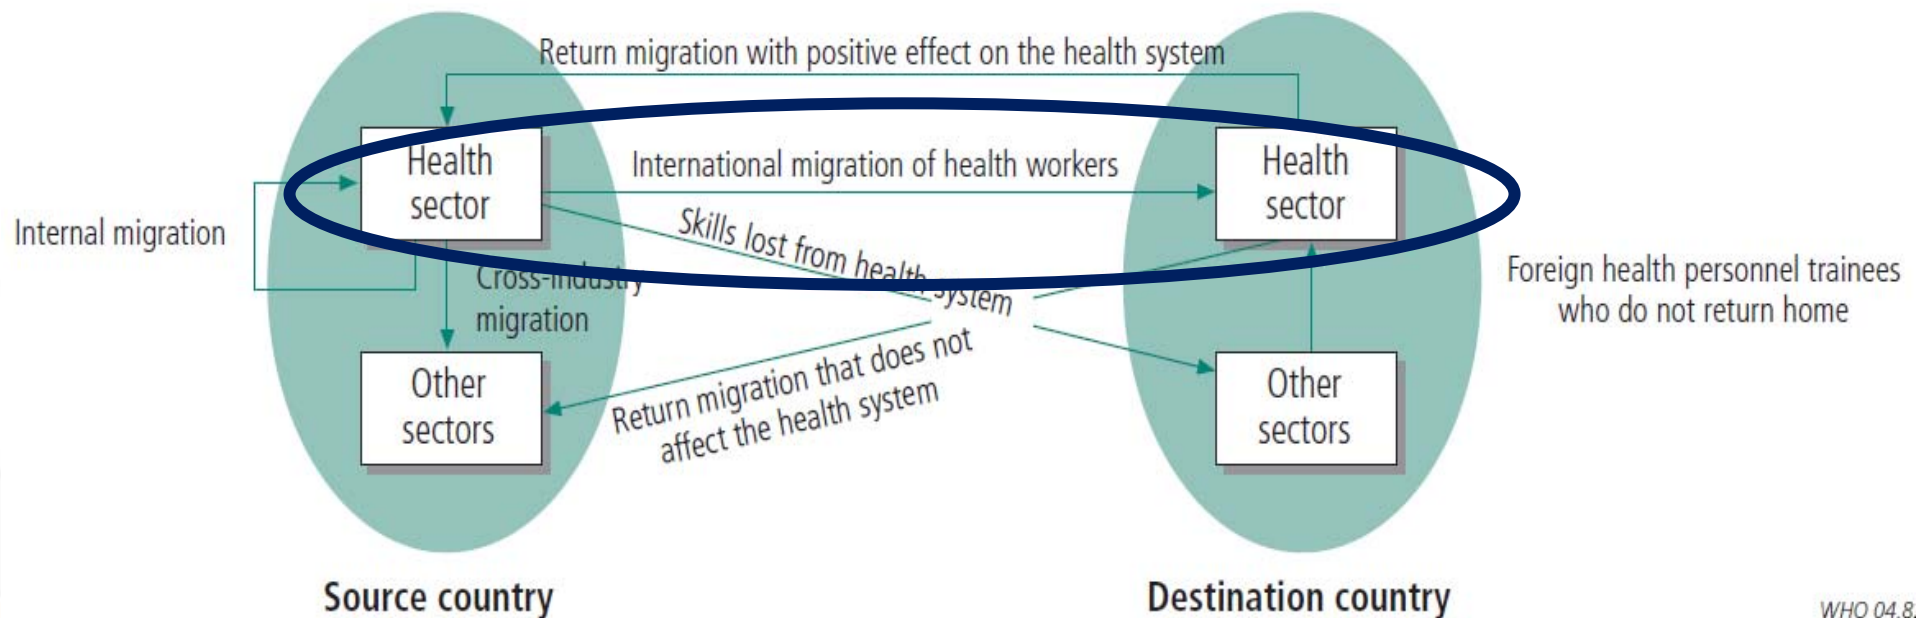 Return migration with positive effect on the health system
Health
sector
International migration of health workers
Health
sector
Internal migration
Skills lost from health system
Cross-industry
migration
Foreign health personnel trainees
who do not return home
Other
sectors
Return migration that does not
affect the health system
Other
sectors
Source country
Destination country
WHO 04.8